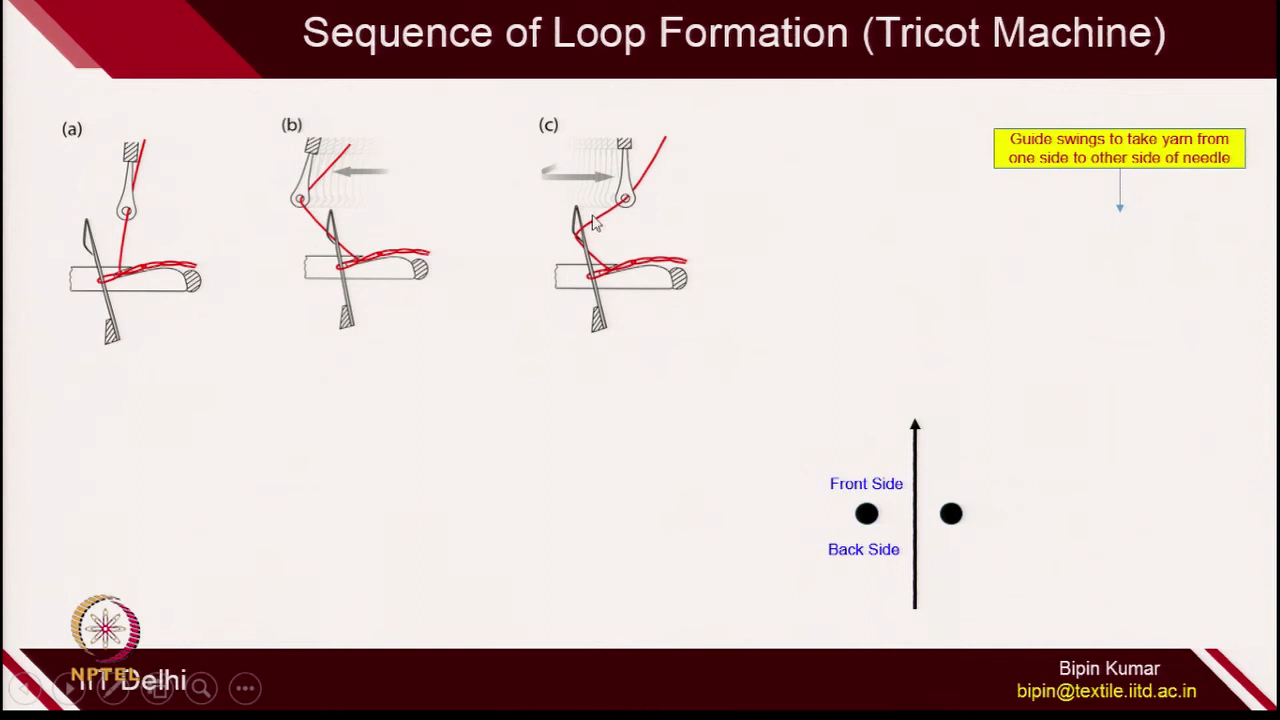 Sequence of Loop Formation (Tricot Machine)
(a)
(b)
(c)
Guide swings to take yarn from
one side to other side of needle
Front Side
Back Side
NPTEL
IIT Delhi
Bipin Kumar
bipin@textile.iitd.ac.in